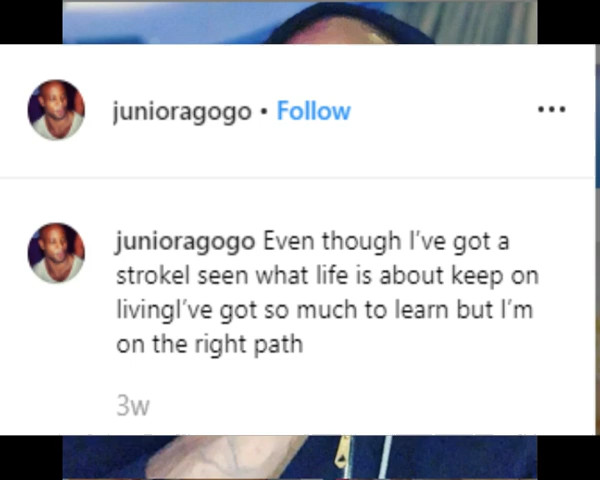 junioragogo • Follow
junioragogo Even though I've got a
strokeI seen what life is about keep on
livingI've got so much to learn but I'm
on the right path
3w